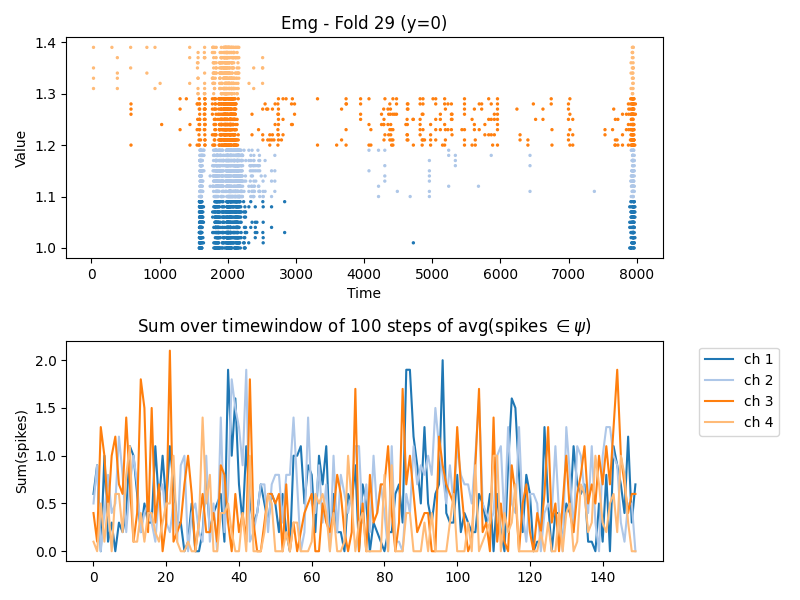 Emg - Fold 29 (y=0)
1.4
1.3
1.2
1.1
1.0
Value
0 1000 2000 3000 4000 5000 6000 7000 8000
Time
Sum over timewindow of 100 steps of avg(spikes ∈ ψ)
2.0
1.5
1.0
0.5
0.0
Sum(spikes)
0 20 40 60 80 100 120 140
ch 1
ch 2
ch 3
ch 4